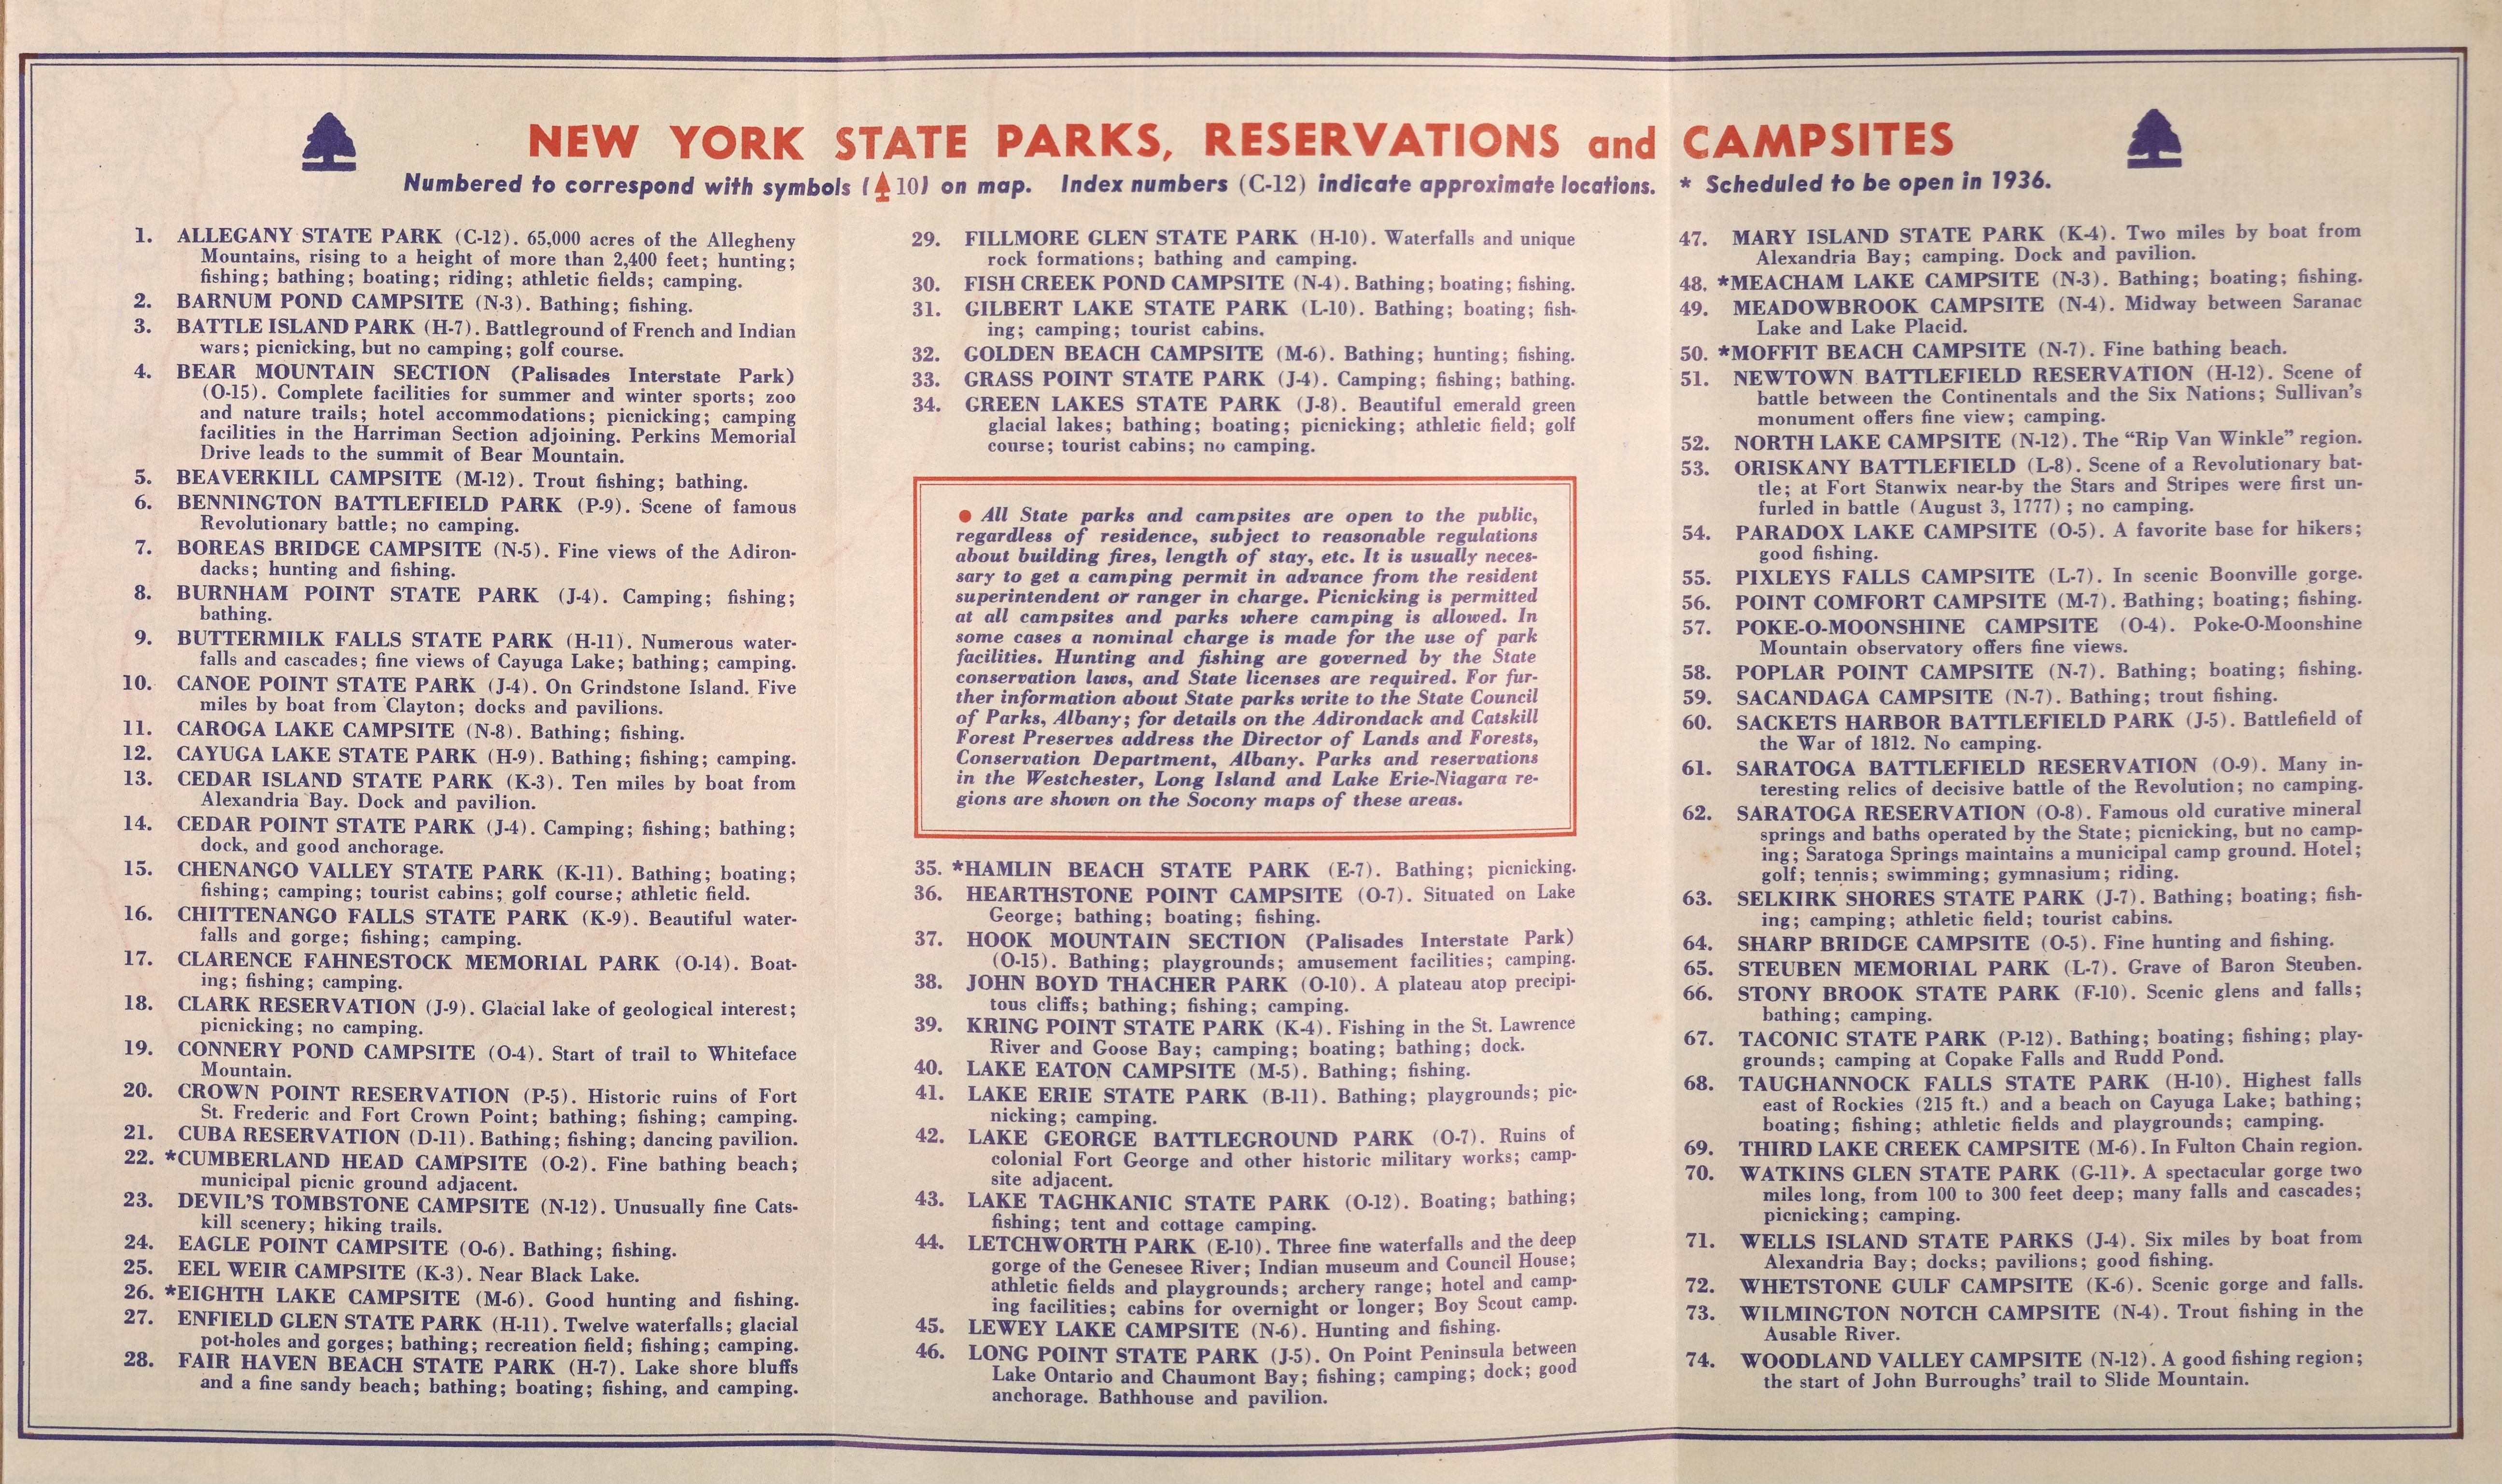 NEW YORK STATE PARKS, RESERVATIONS and CAMPSITES
Numbered to correspond with symbols (10) on map. Index numbers (C-12) indicate approximate locations. * Scheduled to be open in 1936.
1. ALLEGANY STATE PARK (C-12). 65,000 acres of the Allegheny
Mountains, rising to a height of more than 2,400 feet; hunting;
fishing; bathing; boating; riding; athletic fields; camping.
2. BARNUM POND CAMPSITE (N-3). Bathing; fishing.
3. BATTLE ISLAND PARK (H-7). Battleground of French and Indian
wars; picnicking, but no camping; golf course.
4. BEAR MOUNTAIN SECTION (Palisades Interstate Park)
(O-15). Complete facilities for summer and winter sports; zoo
and nature trails; hotel accommodations; picnicking; camping
facilities in the Harriman Section adjoining. Perkins Memorial
Drive leads to the summit of Bear Mountain.
5. BEAVERKILL CAMPSITE (M-12). Trout fishing; bathing.
6. BENNINGTON BATTLEFIELD PARK (P-9). Scene of famous
Revolutionary battle; no camping.
7. BOREAS BRIDGE CAMPSITE (N-5). Fine views of the Adiron-
dacks; hunting and fishing.
8. BURNHAM POINT STATE PARK (J-4). Camping; fishing;
bathing.
9. BUTTERMILK FALLS STATE PARK (H-11). Numerous water-
falls and cascades; fine views of Cayuga Lake; bathing; camping.
10. CANOE POINT STATE PARK (J-4). On Grindstone Island. Five
miles by boat from Clayton; docks and pavilions.
11. CAROGA LAKE CAMPSITE (N-8). Bathing; fishing.
12. CAYUGA LAKE STATE PARK (H-9). Bathing; fishing; camping.
13. CEDAR ISLAND STATE PARK (K-3). Ten miles by boat from
Alexandria Bay. Dock and pavilion.
14. CEDAR POINT STATE PARK (J-4). Camping; fishing; bathing;
dock, and good anchorage.
15. CHENANGO VALLEY STATE PARK (K-11). Bathing; boating;
fishing; camping; tourist cabins; golf course; athletic field.
16. CHITTENANGO FALLS STATE PARK (K-9). Beautiful water-
falls and gorge; fishing; camping.
17. CLARENCE FAHNESTOCK MEMORIAL PARK (O-14). Boat-
ing; fishing; camping.
18. CLARK RESERVATION (J-9). Glacial lake of geological interest;
picnicking; no camping.
19. CONNERY POND CAMPSITE (O-4). Start of trail to Whiteface
Mountain.
20. CROWN POINT RESERVATION (P-5). Historic ruins of Fort
St. Frederic and Fort Crown Point; bathing; fishing; camping.
21. CUBA RESERVATION (D-11). Bathing; fishing; dancing pavilion.
22. *CUMBERLAND HEAD CAMPSITE (O-2). Fine bathing beach;
municipal picnic ground adjacent.
23. DEVIL'S TOMBSTONE CAMPSITE (N-12). Unusually fine Cats-
kill scenery; hiking trails.
24. EAGLE POINT CAMPSITE (O-6). Bathing; fishing.
25. EEL WEIR CAMPSITE (K-3). Near Black Lake.
26. *EIGHTH LAKE CAMPSITE (M-6). Good hunting and fishing.
27. ENFIELD GLEN STATE PARK (H-11). Twelve waterfalls; glacial
pot-holes and gorges; bathing; recreation field; fishing; camping.
28. FAIR HAVEN BEACH STATE PARK (H-7). Lake shore bluffs
and a fine sandy beach; bathing; boating; fishing, and camping.
29. FILLMORE GLEN STATE PARK (H-10). Waterfalls and unique
rock formations; bathing and camping.
30. FISH CREEK POND CAMPSITE (N-4). Bathing; boating; fishing.
31. GILBERT LAKE STATE PARK (L-10). Bathing; boating; fish-
ing; camping; tourist cabins.
32. GOLDEN BEACH CAMPSITE (M-6). Bathing; hunting; fishing.
33. GRASS POINT STATE PARK (J-4). Camping; fishing; bathing.
34. GREEN LAKES STATE PARK (J-8). Beautiful emerald green
glacial lakes; bathing; boating; picnicking; athletic field; golf
course; tourist cabins; no camping.
● All State parks and campsites are open to the public,
regardless of residence, subject to reasonable regulations
about building fires, length of stay, etc. It is usually neces-
sary to get a camping permit in advance from the resident
superintendent or ranger in charge. Picnicking is permitted
at all campsites and parks where camping is allowed. In
some cases a nominal charge is made for the use of park
facilities. Hunting and fishing are governed by the State
conservation laws, and State licenses are required. For fur-
ther information about State parks write to the State Council
of Parks, Albany; for details on the Adirondack and Catskill
Forest Preserves address the Director of Lands and Forests,
Conservation Department, Albany. Parks and reservations
in the Westchester, Long Island and Lake Erie-Niagara re-
gions are shown on the Socony maps of these areas.
35. *HAMLIN BEACH STATE PARK (E-7). Bathing; picnicking.
36. HEARTHSTONE POINT CAMPSITE (O-7). Situated on Lake
George; bathing; boating; fishing.
37. HOOK MOUNTAIN SECTION (Palisades Interstate Park)
(O-15). Bathing; playgrounds; amusement facilities; camping.
38. JOHN BOYD THACHER PARK (O-10). A plateau atop precipi-
tous cliffs; bathing; fishing; camping.
39. KRING POINT STATE PARK (K-4). Fishing in the St. Lawrence
River and Goose Bay; camping; boating; bathing; dock.
40. LAKE EATON CAMPSITE (M-5). Bathing; fishing.
41. LAKE ERIE STATE PARK (B-11). Bathing; playgrounds; pic-
nicking; camping.
42. LAKE GEORGE BATTLEGROUND PARK (O-7). Ruins of
colonial Fort George and other historic military works; camp-
site adjacent.
43. LAKE TAGHKANIC STATE PARK (O-12). Boating; bathing;
fishing; tent and cottage camping.
44. LETCHWORTH PARK (E-10). Three fine waterfalls and the deep
gorge of the Genesee River; Indian museum and Council House;
athletic fields and playgrounds; archery range; hotel and camp-
ing facilities; cabins for overnight or longer; Boy Scout camp.
45. LEWEY LAKE CAMPSITE (N-6). Hunting and fishing.
46. LONG POINT STATE PARK (J-5). On Point Peninsula between
Lake Ontario and Chaumont Bay; fishing; camping; dock; good
anchorage. Bathhouse and pavilion.
47. MARY ISLAND STATE PARK (K-4). Two miles by boat from
Alexandria Bay; camping. Dock and pavilion.
48. *MEACHAM LAKE CAMPSITE (N-3). Bathing; boating; fishing.
49. MEADOWBROOK CAMPSITE (N-4). Midway between Saranac
Lake and Lake Placid.
50. *MOFFIT BEACH CAMPSITE (N-7). Fine bathing beach.
51. NEWTOWN BATTLEFIELD RESERVATION (H-12). Scene of
battle between the Continentals and the Six Nations; Sullivan's
monument offers fine view; camping.
52. NORTH LAKE CAMPSITE (N-12). The "Rip Van Winkle" region.
53. ORISKANY BATTLEFIELD (L-8). Scene of a Revolutionary bat-
tle; at Fort Stanwix near-by the Stars and Stripes were first un-
furled in battle (August 3, 1777); no camping.
54. PARADOX LAKE CAMPSITE (O-5). A favorite base for hikers;
good fishing.
55. PIXLEYS FALLS CAMPSITE (L-7). In scenic Boonville gorge.
56. POINT COMFORT CAMPSITE (M-7). Bathing; boating; fishing.
57. POKE-O-MOONSHINE CAMPSITE (O-4). Poke-O-Moonshine
Mountain observatory offers fine views.
58. POPLAR POINT CAMPSITE (N-7). Bathing; boating; fishing.
59. SACANDAGA CAMPSITE (N-7). Bathing; trout fishing.
60. SACKETS HARBOR BATTLEFIELD PARK (J-5). Battlefield of
the War of 1812. No camping.
61. SARATOGA BATTLEFIELD RESERVATION (O-9). Many in-
teresting relics of decisive battle of the Revolution; no camping.
62. SARATOGA RESERVATION (O-8). Famous old curative mineral
springs and baths operated by the State; picnicking, but no camp-
ing; Saratoga Springs maintains a municipal camp ground. Hotel;
golf; tennis; swimming; gymnasium; riding.
63. SELKIRK SHORES STATE PARK (J-7). Bathing; boating; fish-
ing; camping; athletic field; tourist cabins.
64. SHARP BRIDGE CAMPSITE (O-5). Fine hunting and fishing.
65. STEUBEN MEMORIAL PARK (L-7). Grave of Baron Steuben.
66. STONY BROOK STATE PARK (F-10). Scenic glens and falls;
bathing; camping.
67. TACONIC STATE PARK (P-12). Bathing; boating; fishing; play-
grounds; camping at Copake Falls and Rudd Pond.
68. TAUGHANNOCK FALLS STATE PARK (H-10). Highest falls
east of Rockies (215 ft.) and a beach on Cayuga Lake; bathing;
boating; fishing; athletic fields and playgrounds; camping.
69. THIRD LAKE CREEK CAMPSITE (M-6). In Fulton Chain region.
70. WATKINS GLEN STATE PARK (G-11). A spectacular gorge two
miles long, from 100 to 300 feet deep; many falls and cascades;
picnicking; camping.
71. WELLS ISLAND STATE PARKS (J-4). Six miles by boat from
Alexandria Bay; docks; pavilions; good fishing.
72. WHETSTONE GULF CAMPSITE (K-6). Scenic gorge and falls.
73. WILMINGTON NOTCH CAMPSITE (N-4). Trout fishing in the
Ausable River.
74. WOODLAND VALLEY CAMPSITE (N-12). A good fishing region;
the start of John Burroughs' trail to Slide Mountain.